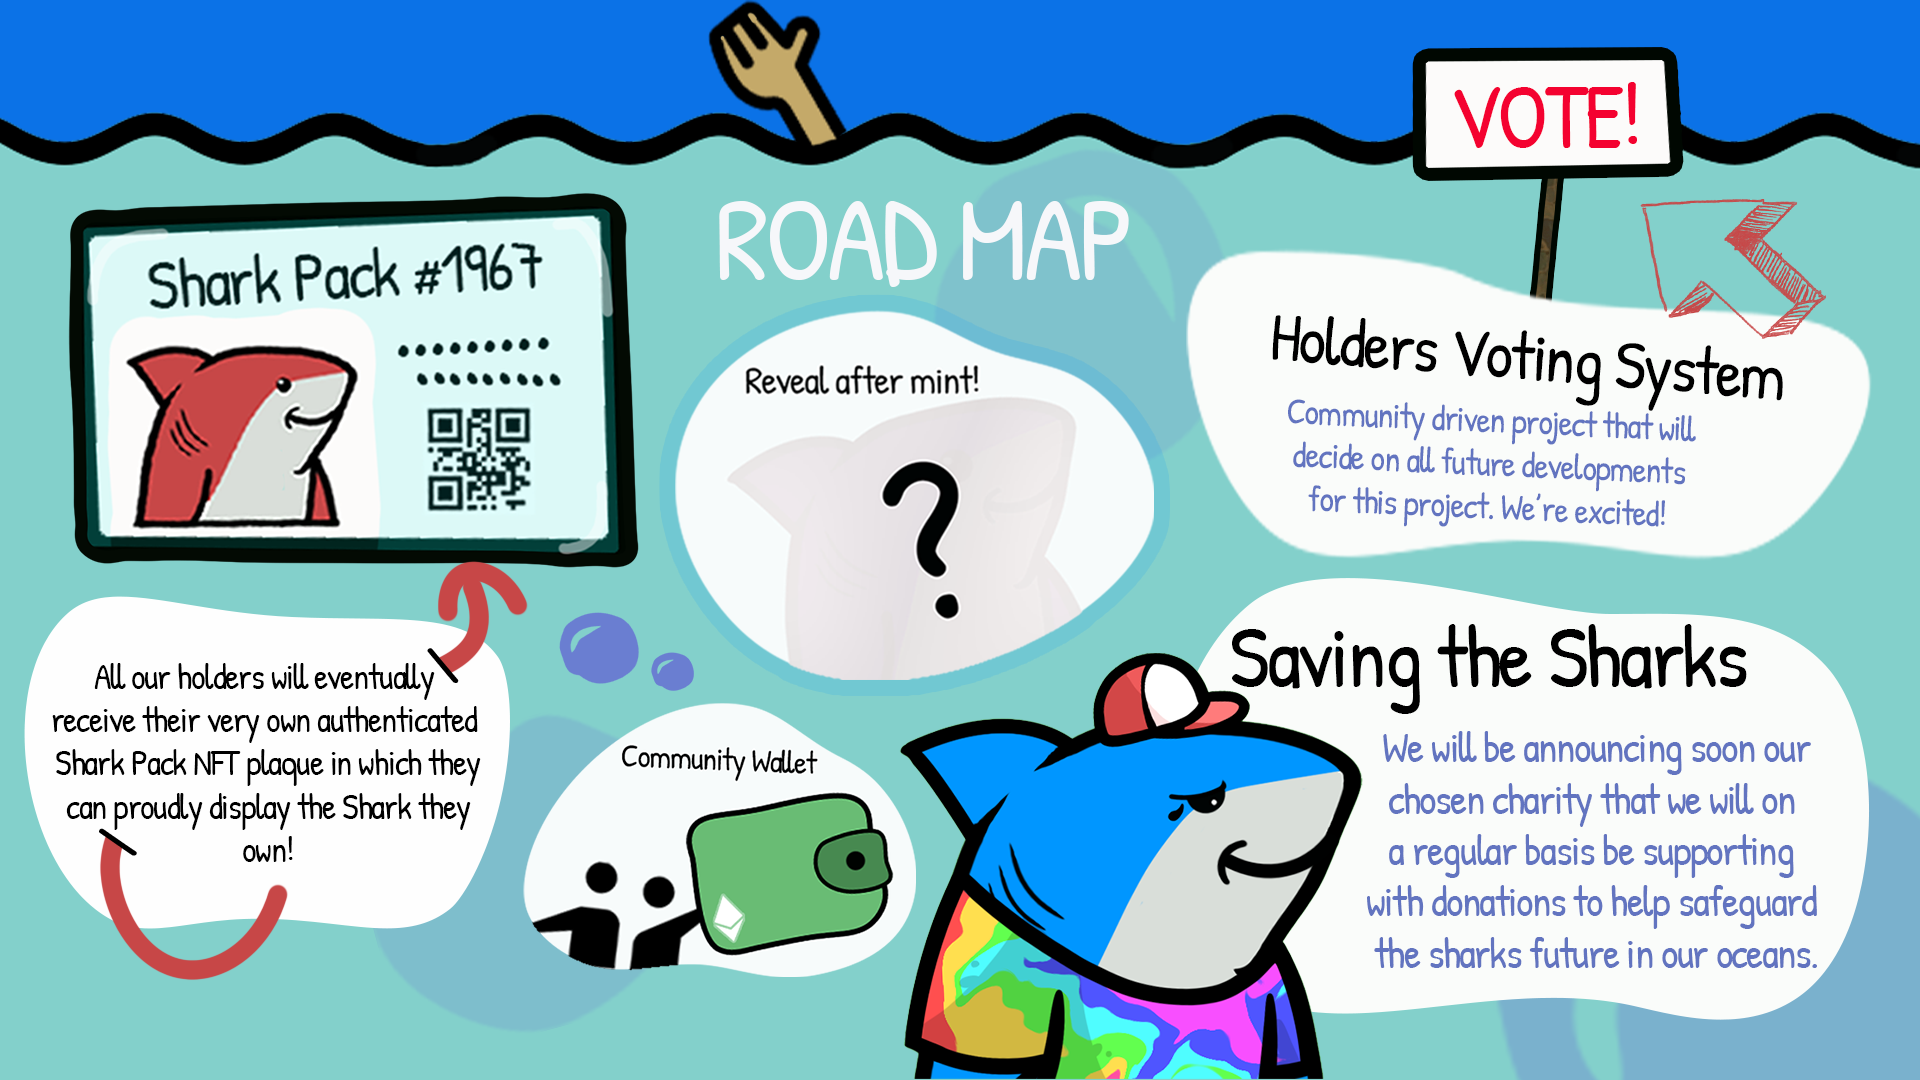 VOTE!
ROAD MAP
Shark Pack #1967
Reveal after mint!
Holders Voting System
Community driven project that will
decide on all future developments
for this project. We're excited!
All our holders will eventually
receive their very own authenticated
Shark Pack NFT plaque in which they
can proudly display the Shark they
own!
Community Wallet
Saving the Sharks
We will be announcing soon our
chosen charity that we will on
a regular basis be supporting
with donations to help safeguard
the sharks future in our oceans.